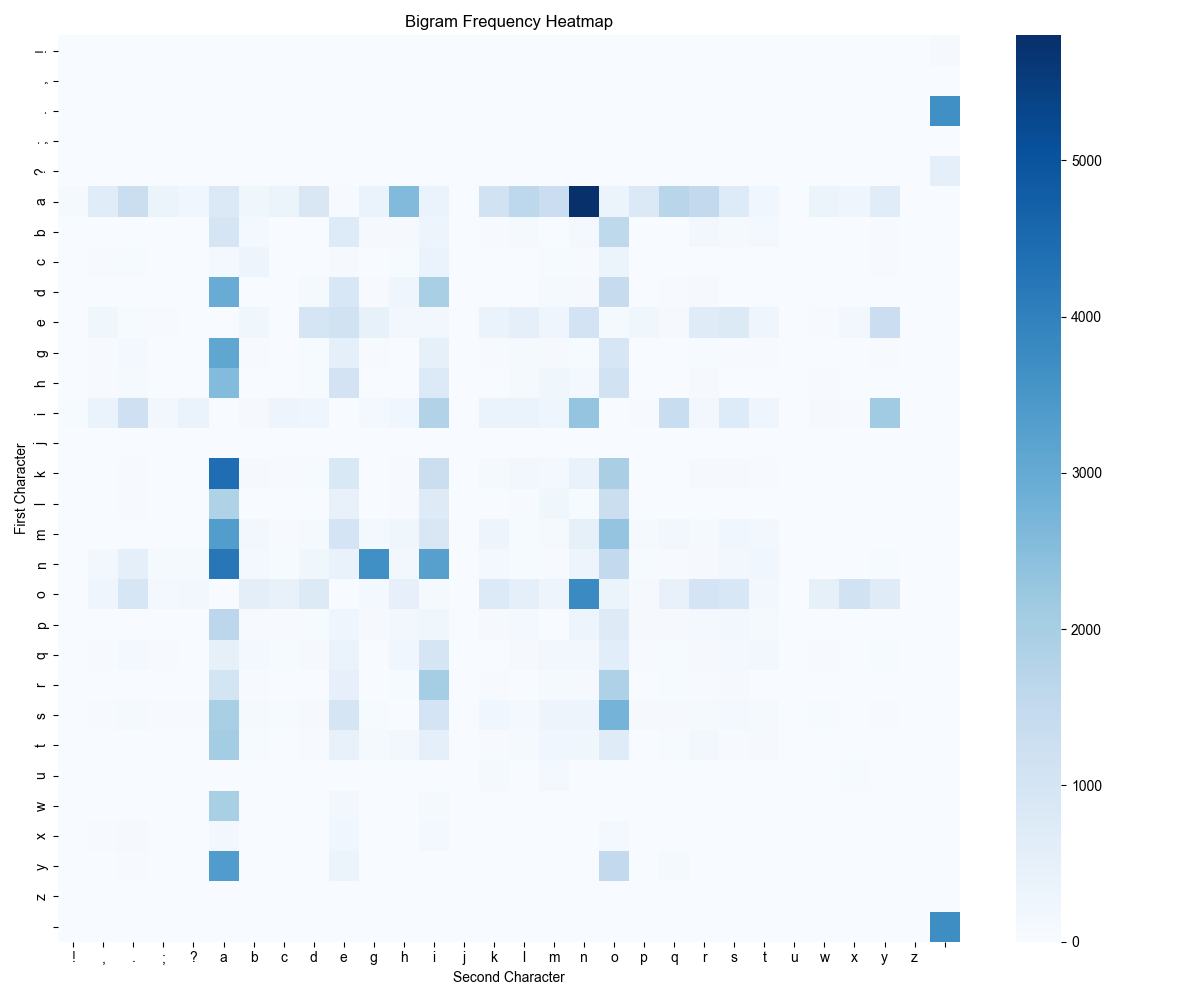 Bigram Frequency Heatmap
First Character
!
,
.
;
?
a
b
c
d
e
g
h
i
j
k
l
m
n
o
p
q
r
s
t
u
w
x
y
z
! , . ; ? a b c d e g h i j k l m n o p q r s t u w x y z
Second Character
5000
4000
3000
2000
1000
0